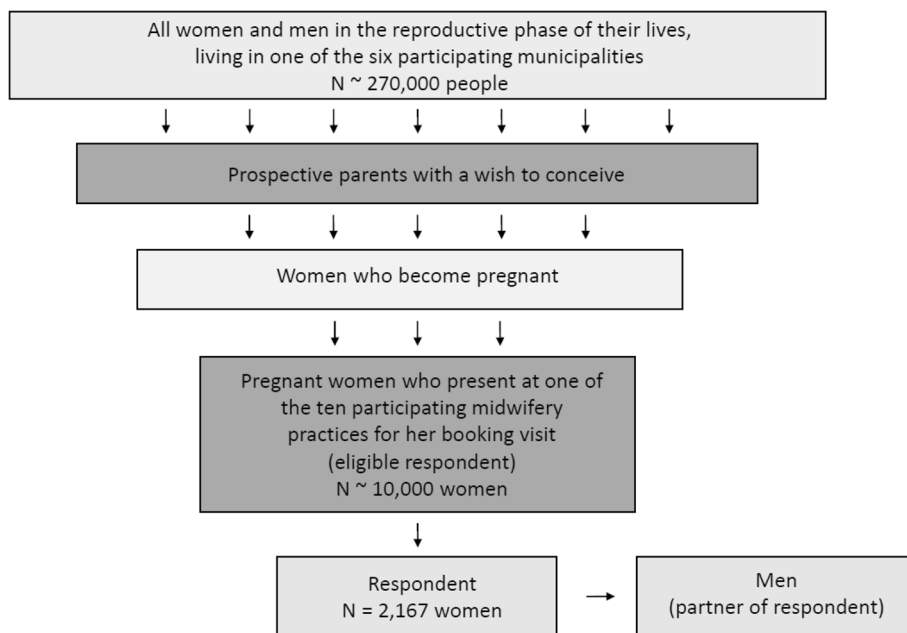 All women and men in the reproductive phase of their lives,
living in one of the six participating municipalities
N ~ 270,000 people
Prospective parents with a wish to conceive
Women who become pregnant
Pregnant women who present at one of
the ten participating midwifery
practices for her booking visit
(eligible respondent)
N ~ 10,000 women
Respondent
N = 2,167 women
Men
(partner of respondent)